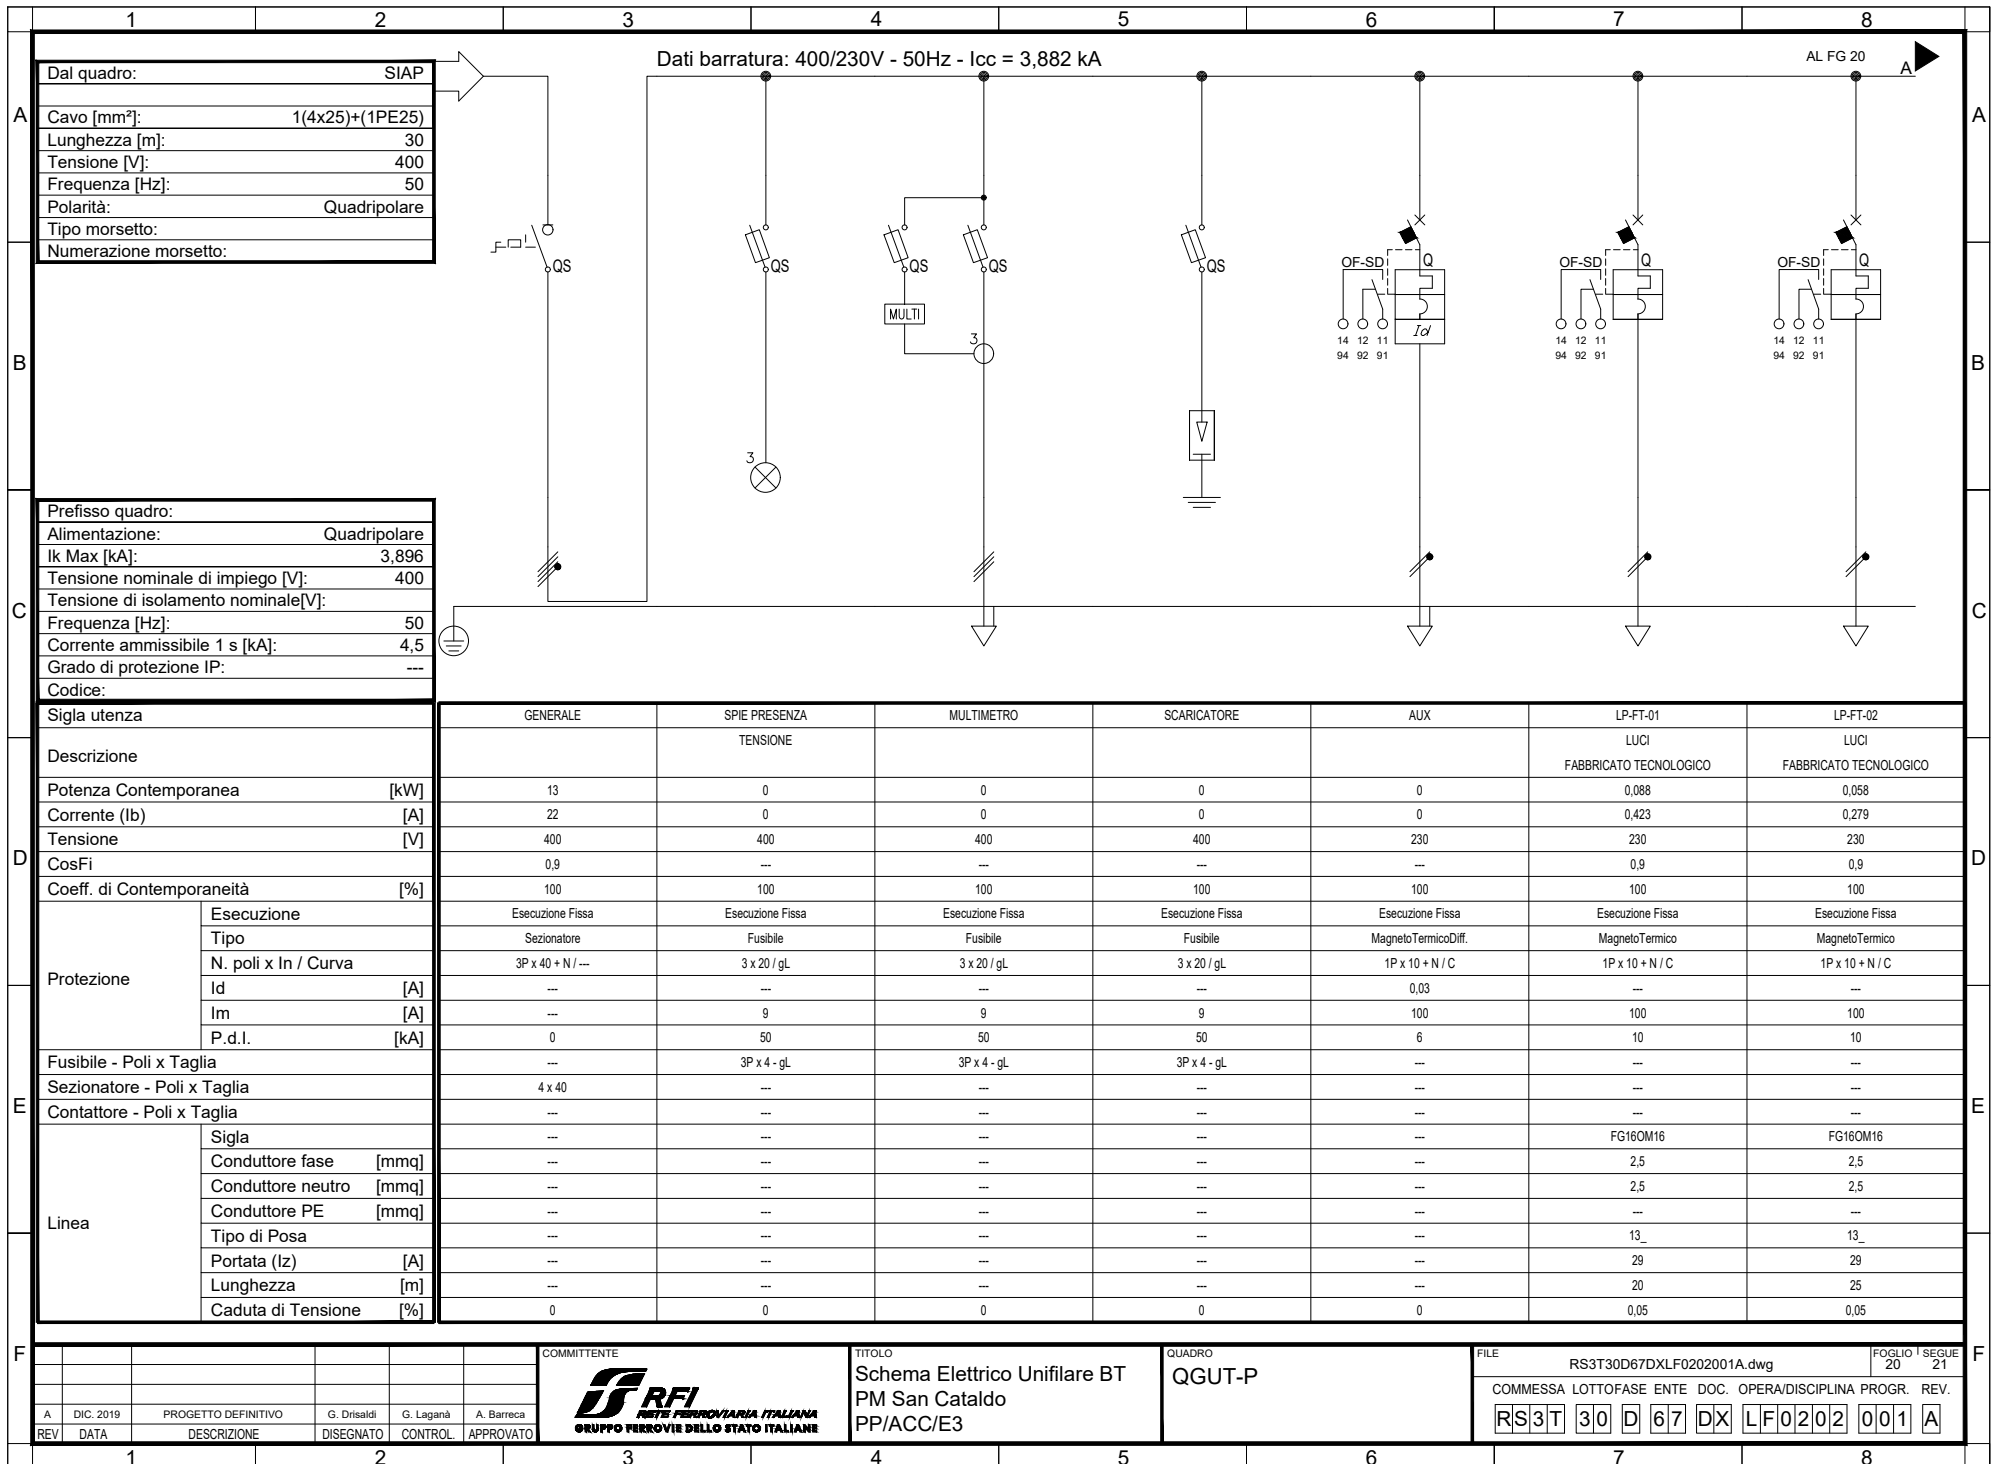 1 2 3 4 5 6 7 8
Dati barratura: 400/230V - 50Hz - Icc = 3,882 kA
AL FG 20
A
Dal quadro: SIAP
Cavo [mm²]: 1(4x25)+(1PE25)
Lunghezza [m]: 30
Tensione [V]: 400
Frequenza [Hz]: 50
Polarità: Quadripolare
Tipo morsetto:
Numerazione morsetto:
A A
QS QS QS QS QS
MULTI
3
3
OF-SD Q OF-SD Q OF-SD Q
Id
14 12 11 14 12 11 14 12 11
94 92 91 94 92 91 94 92 91
B B
Prefisso quadro:
Alimentazione: Quadripolare
Ik Max [kA]: 3,896
Tensione nominale di impiego [V]: 400
Tensione di isolamento nominale[V]:
Frequenza [Hz]: 50
Corrente ammissibile 1 s [kA]: 4,5
Grado di protezione IP: ---
Codice:
C C
Sigla utenza GENERALE SPIE PRESENZA MULTIMETRO SCARICATORE AUX LP-FT-01 LP-FT-02
Descrizione TENSIONE LUCI LUCI
FABBRICATO TECNOLOGICO FABBRICATO TECNOLOGICO
Potenza Contemporanea [kW] 13 0 0 0 0 0,088 0,058
Corrente (Ib) [A] 22 0 0 0 0 0,423 0,279
Tensione [V] 400 400 400 400 230 230 230
CosFi 0,9 --- --- --- --- 0,9 0,9
Coeff. di Contemporaneità [%] 100 100 100 100 100 100 100
D D
Protezione
Esecuzione Esecuzione Fissa Esecuzione Fissa Esecuzione Fissa Esecuzione Fissa Esecuzione Fissa Esecuzione Fissa Esecuzione Fissa
Tipo Sezionatore Fusibile Fusibile Fusibile MagnetoTermicoDiff. MagnetoTermico MagnetoTermico
N. poli x In / Curva 3P x 40 + N / --- 3 x 20 / gL 3 x 20 / gL 3 x 20 / gL 1P x 10 + N / C 1P x 10 + N / C 1P x 10 + N / C
Id [A] --- --- --- --- 0,03 --- ---
Im [A] --- 9 9 9 100 100 100
P.d.I. [kA] 0 50 50 50 6 10 10
Fusibile - Poli x Taglia --- 3P x 4 - gL 3P x 4 - gL 3P x 4 - gL --- --- ---
Sezionatore - Poli x Taglia 4 x 40 --- --- --- --- --- ---
Contattore - Poli x Taglia --- --- --- --- --- --- ---
E E
Linea
Sigla --- --- --- --- --- FG16OM16 FG16OM16
Conduttore fase [mmq] --- --- --- --- --- 2,5 2,5
Conduttore neutro [mmq] --- --- --- --- --- 2,5 2,5
Conduttore PE [mmq] --- --- --- --- --- --- ---
Tipo di Posa --- --- --- --- --- 13_ 13_
Portata (Iz) [A] --- --- --- --- --- 29 29
Lunghezza [m] --- --- --- --- --- 20 25
Caduta di Tensione [%] 0 0 0 0 0 0,05 0,05
F F
A DIC. 2019 PROGETTO DEFINITIVO G. Drisaldi G. Laganà A. Barreca
REV DATA DESCRIZIONE DISEGNATO CONTROL. APPROVATO
COMMITTENTE
RFI
RETE FERROVIARIA ITALIANA
GRUPPO FERROVIE DELLO STATO ITALIANE
TITOLO
Schema Elettrico Unifilare BT
PM San Cataldo
PP/ACC/E3
QUADRO
QGUT-P
FILE
RS3T30D67DXLF0202001A.dwg
FOGLIO SEGUE
20 21
COMMESSA LOTTO FASE ENTE DOC. OPERA/DISCIPLINA PROGR. REV.
RS3T 30 D 67 DX LF0202 001 A
1 2 3 4 5 6 7 8